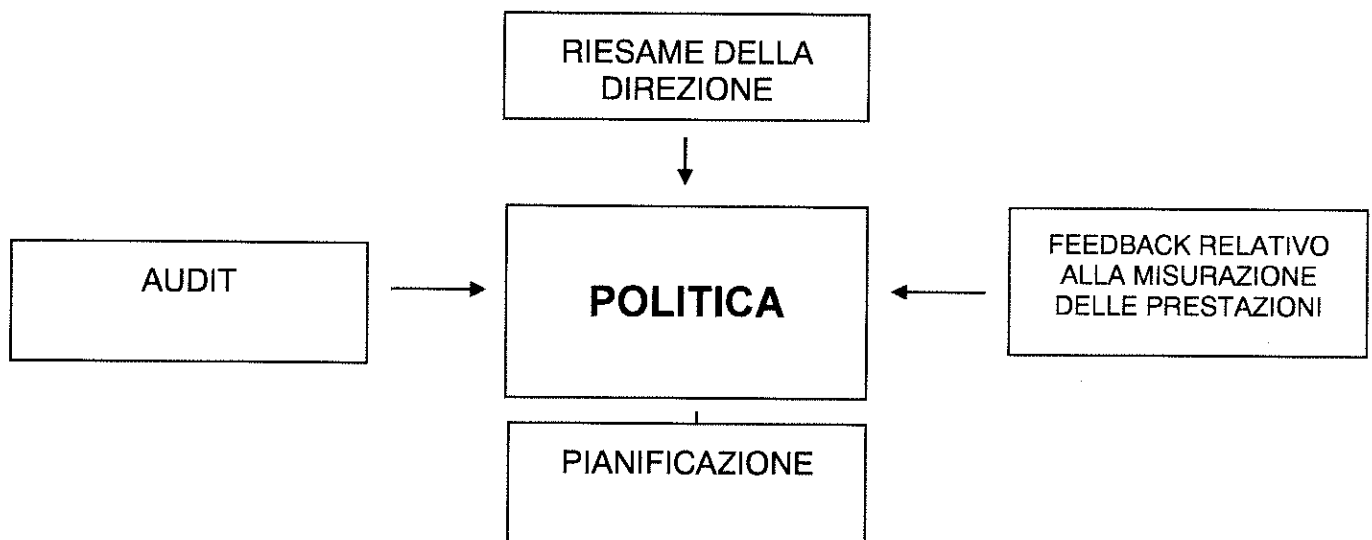 RIESAME DELLA
DIREZIONE
AUDIT
POLITICA
FEEDBACK RELATIVO
ALLA MISURAZIONE
DELLE PRESTAZIONI
PIANIFICAZIONE